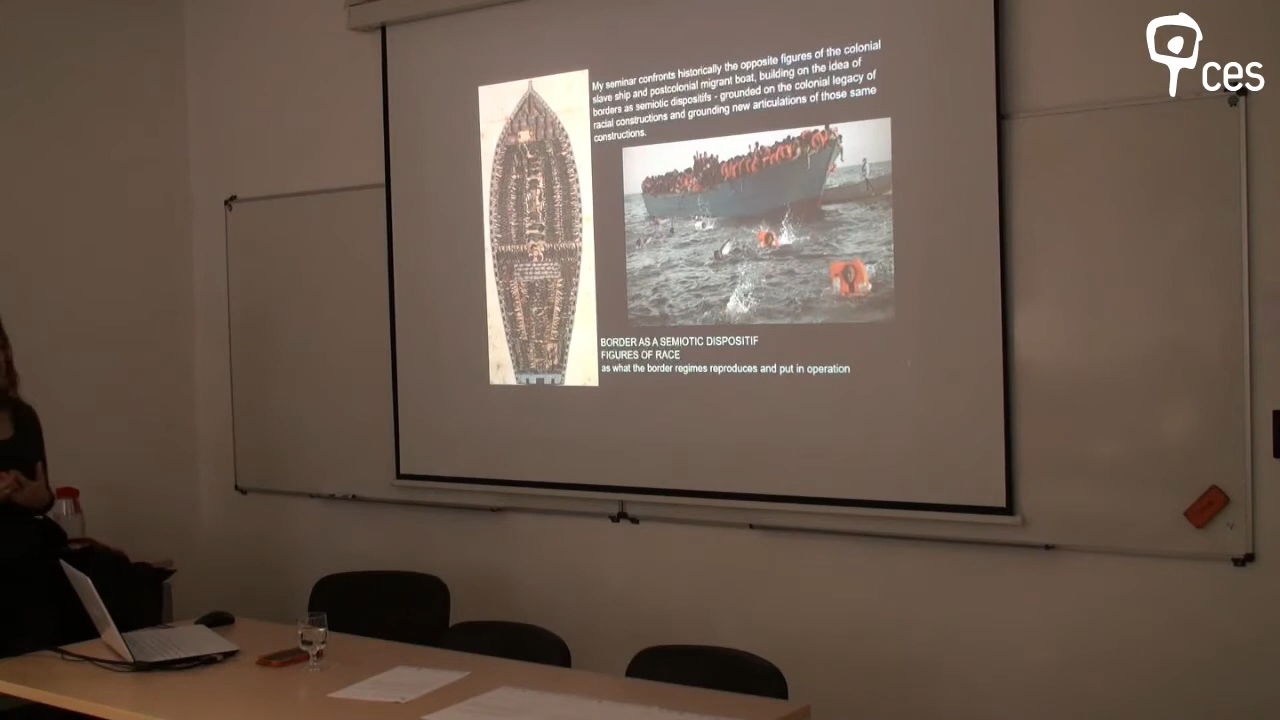 ces
My seminar confronts historically the opposite figures of the colonial
slave ship and postcolonial migrant boat, building on the idea of
borders as semiotic dispositifs - grounded on the colonial legacy of
racial constructions and grounding new articulations of those same
constructions.
BORDER AS A SEMIOTIC DISPOSITIF
FIGURES OF RACE
as what the border regimes reproduces and put in operation